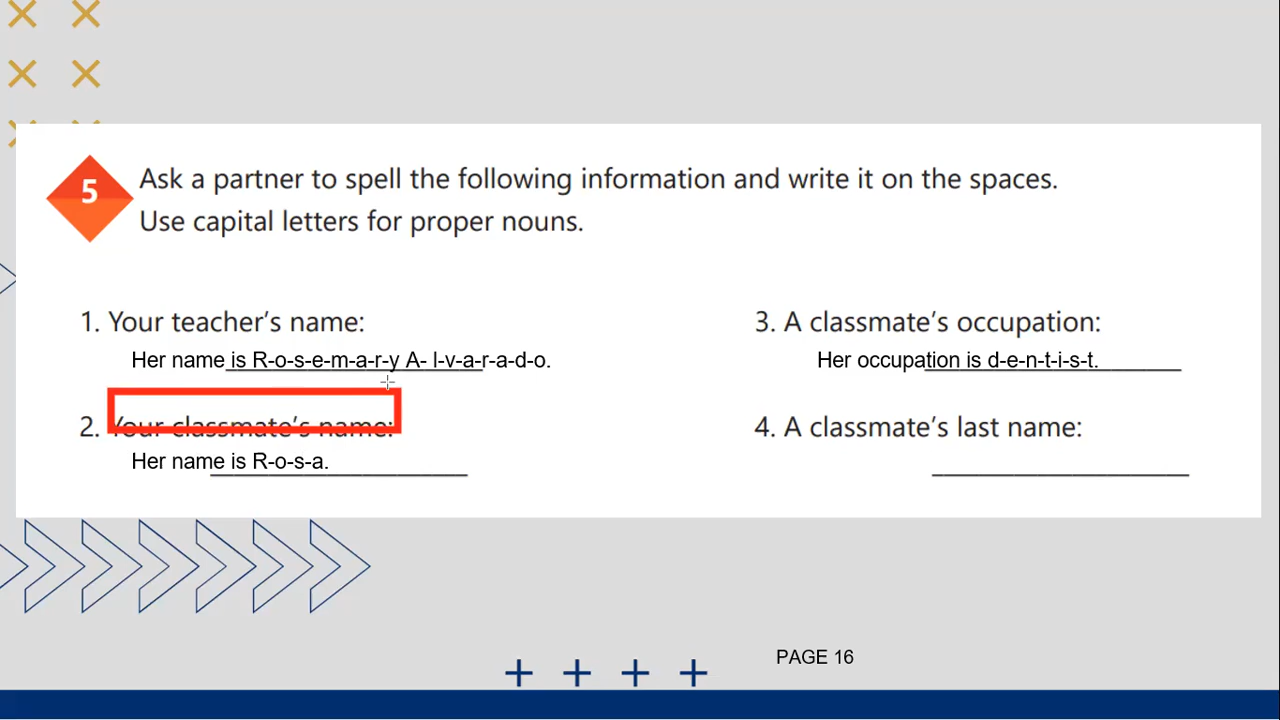 5
Ask a partner to spell the following information and write it on the spaces.
Use capital letters for proper nouns.
1. Your teacher's name:
Her name is R-o-s-e-m-a-r-y A- l-v-a-r-a-d-o.
2. Your classmate's name:
Her name is R-o-s-a.
3. A classmate's occupation:
Her occupation is d-e-n-t-i-s-t.
4. A classmate's last name:
PAGE 16